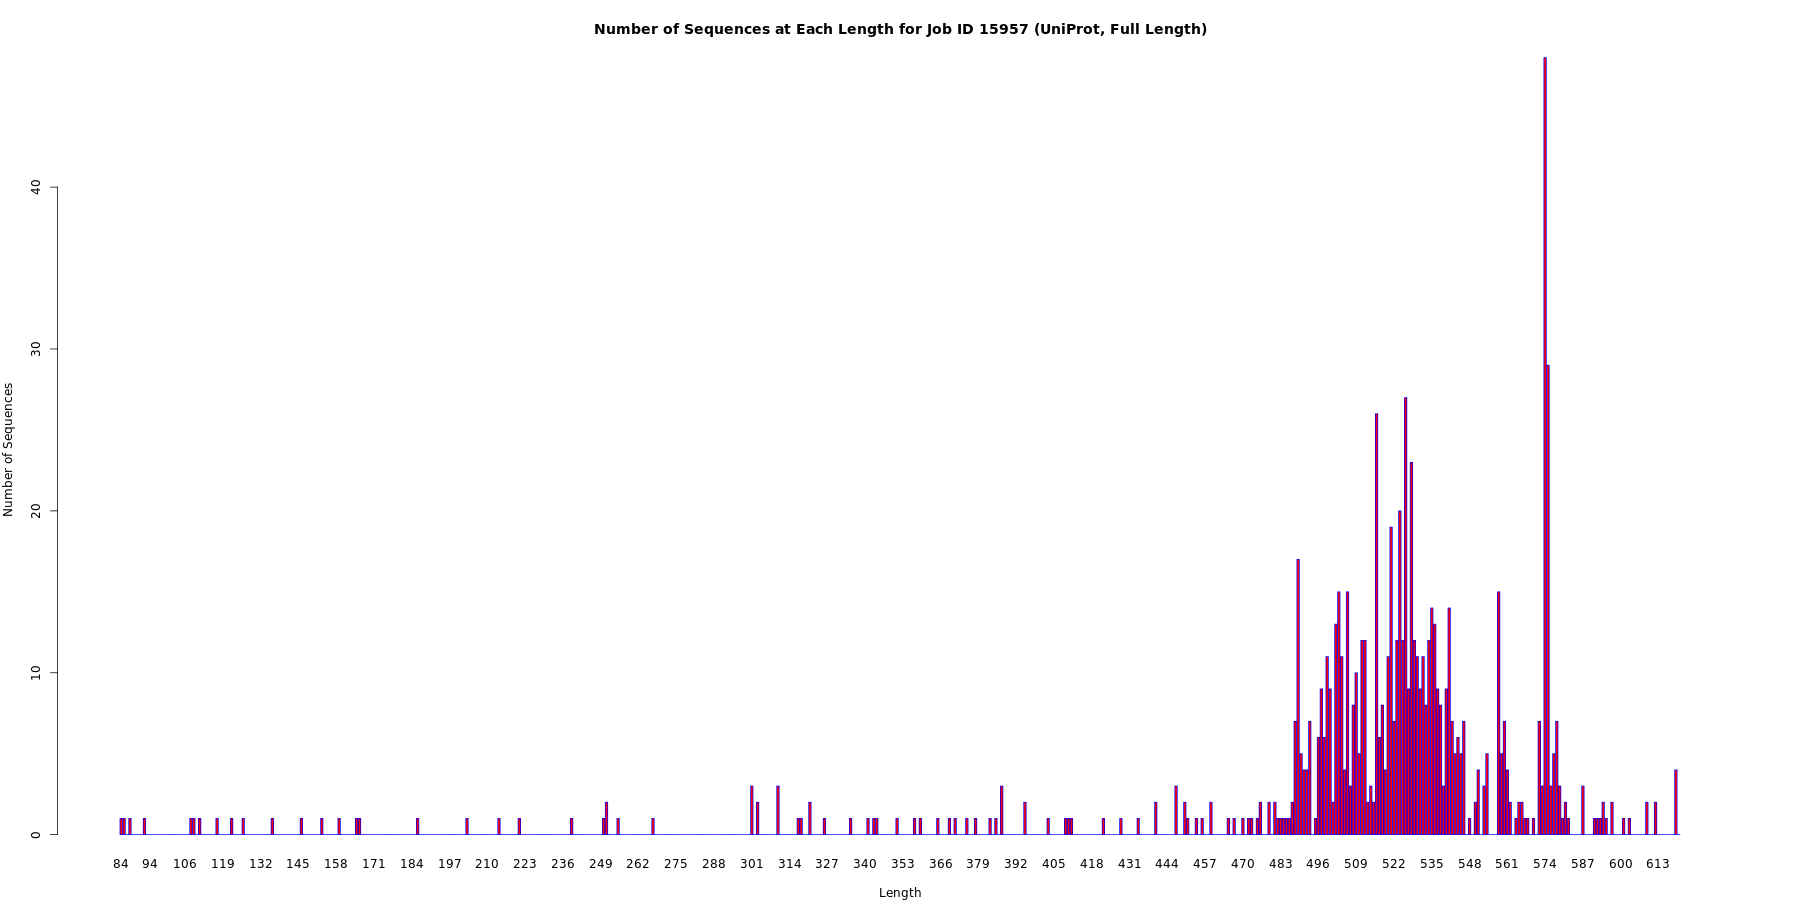 Number of Sequences at Each Length for Job ID 15957 (UniProt, Full Length)
Number of Sequences
40
30
20
10
0
84 94 106 119 132 145 158 171 184 197 210 223 236 249 262 275 288 301 314 327 340 353 366 379 392 405 418 431 444 457 470 483 496 509 522 535 548 561 574 587 600 613
Length